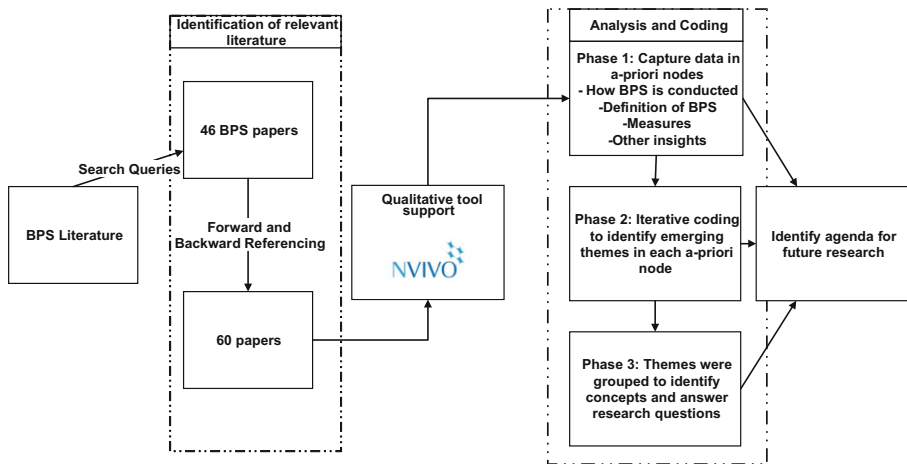 BPS Literature
Search Queries
Identification of relevant
literature
46 BPS papers
Forward and
Backward Referencing
60 papers
Qualitative tool
support
NVIVO
Analysis and Coding
Phase 1: Capture data in
a-priori nodes
- How BPS is conducted
-Definition of BPS
-Measures
-Other insights
Phase 2: Iterative coding
to identify emerging
themes in each a-priori
node
Phase 3: Themes were
grouped to identify
concepts and answer
research questions
Identify agenda for
future research